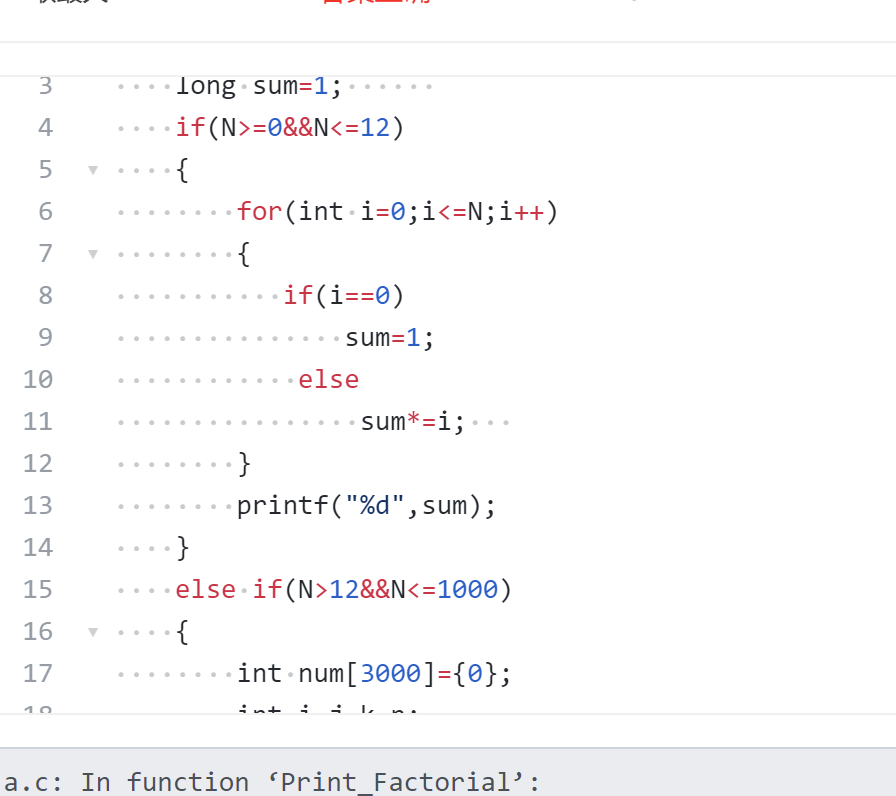 3 long sum=1;
4 if(N>=0&&N<=12)
5 {
6 for(int i=0;i<=N;i++)
7 {
8 if(i==0)
9 sum=1;
10 else
11 sum*=i;
12 }
13 printf("%d",sum);
14 }
15 else if(N>12&&N<=1000)
16 {
17 int num[3000]={0};
18 int i,j,k,n;
a.c: In function ‘Print_Factorial’: